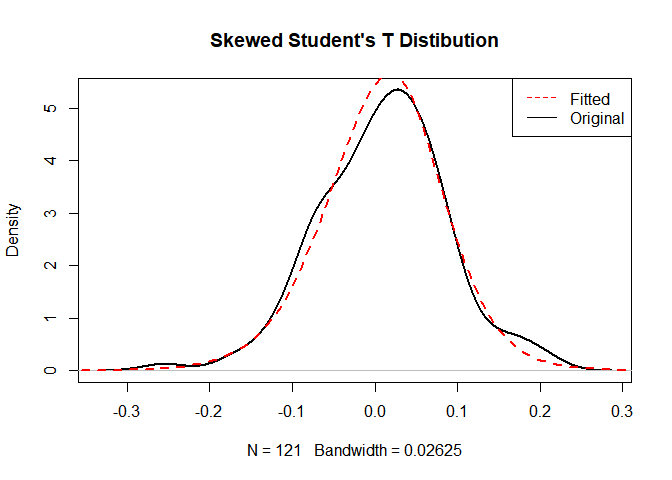 Skewed Student's T Distibution
Fitted
Original
Density
5
4
3
2
1
0
-0.3 -0.2 -0.1 0.0 0.1 0.2 0.3
N = 121 Bandwidth = 0.02625